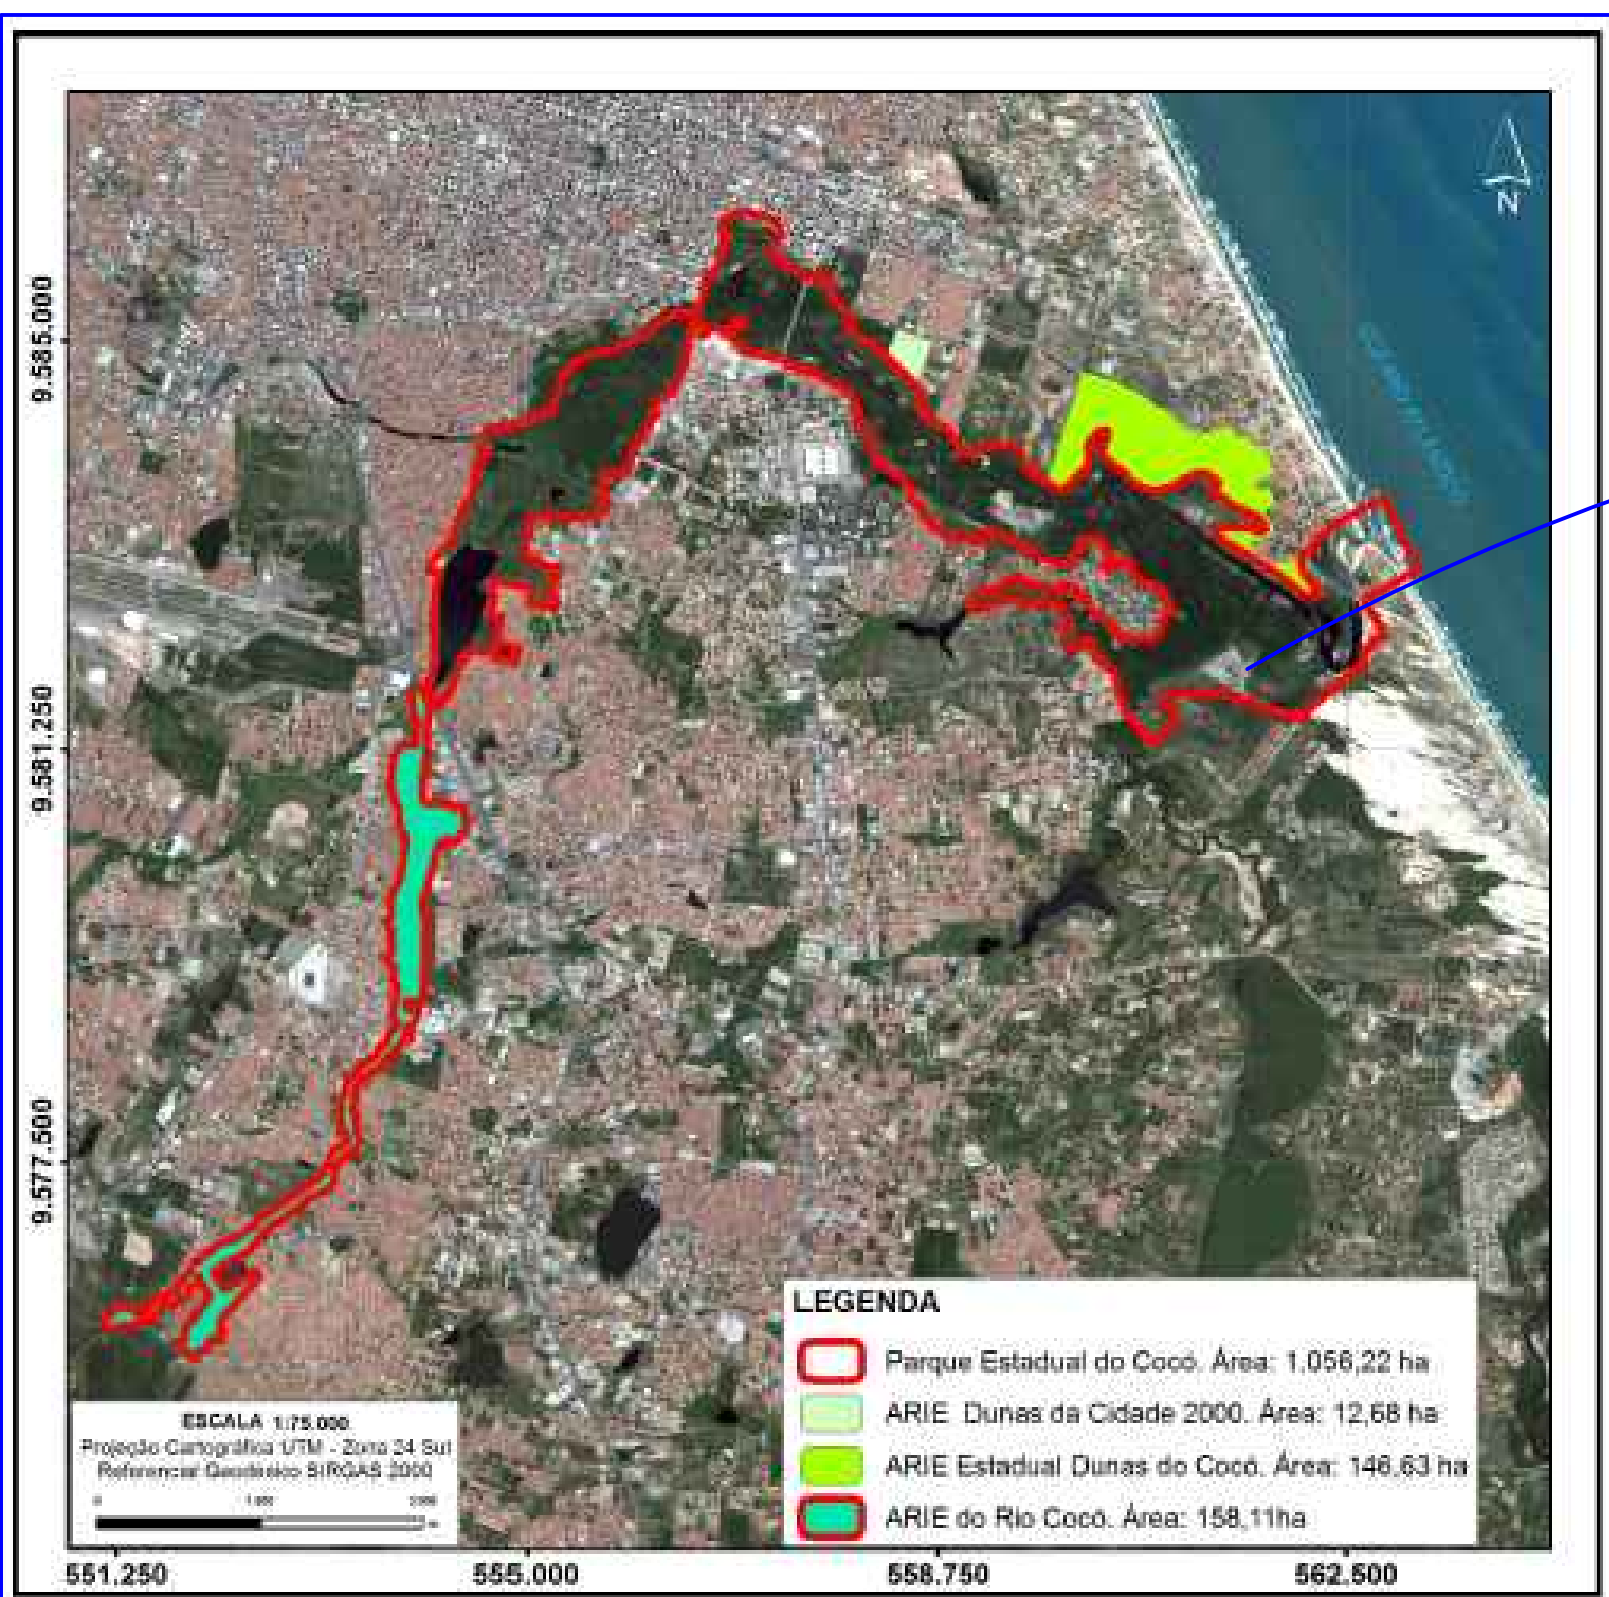 9.585.000
9.581.250
9.577.500
N
LEGENDA
Parque Estadual do Cocó. Área: 1.056,22 ha
ARIE Dunas da Cidade 2000. Área: 12,68 ha
ARIE Estadual Dunas do Cocó. Área: 146,63 ha
ARIE do Rio Cocó. Área: 158,11ha
ESCALA 1:75.000
Projeção Cartográfica UTM - Zona 24 Sul
Referencial Geodésico SIRGAS 2000
0
m
551.250 555.000 558.750 562.500